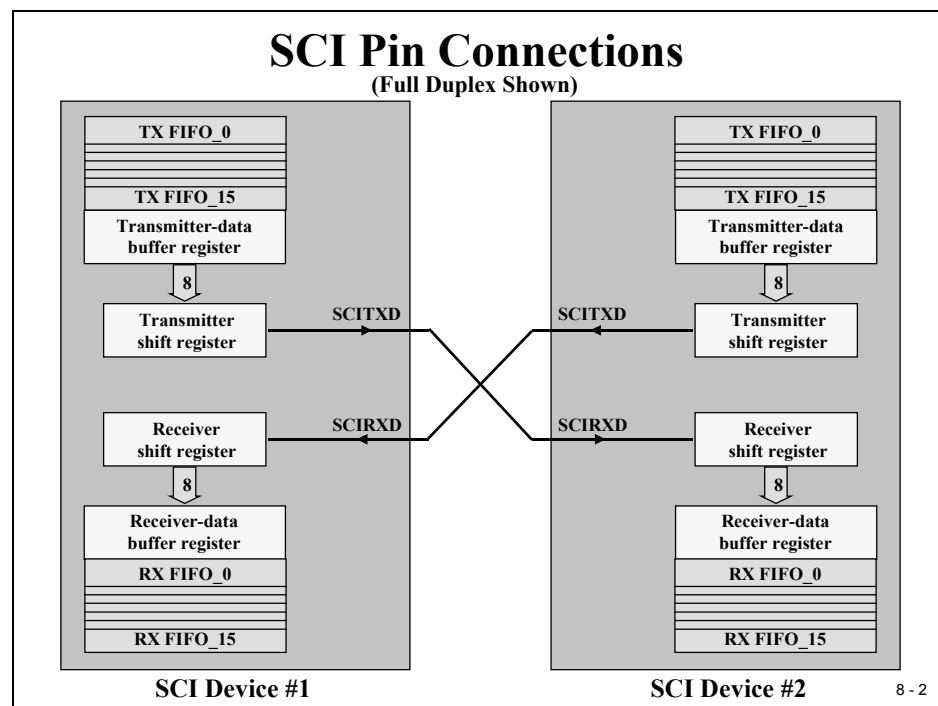 SCI Pin Connections
(Full Duplex Shown)
TX FIFO_0
TX FIFO_15
Transmitter-data
buffer register
8
Transmitter
shift register
SCITXD
Receiver
shift register
SCIRXD
8
Receiver-data
buffer register
RX FIFO_0
RX FIFO_15
SCI Device #1
TX FIFO_0
TX FIFO_15
Transmitter-data
buffer register
8
SCITXD
Transmitter
shift register
SCIRXD
Receiver
shift register
8
Receiver-data
buffer register
RX FIFO_0
RX FIFO_15
SCI Device #2
8 - 2